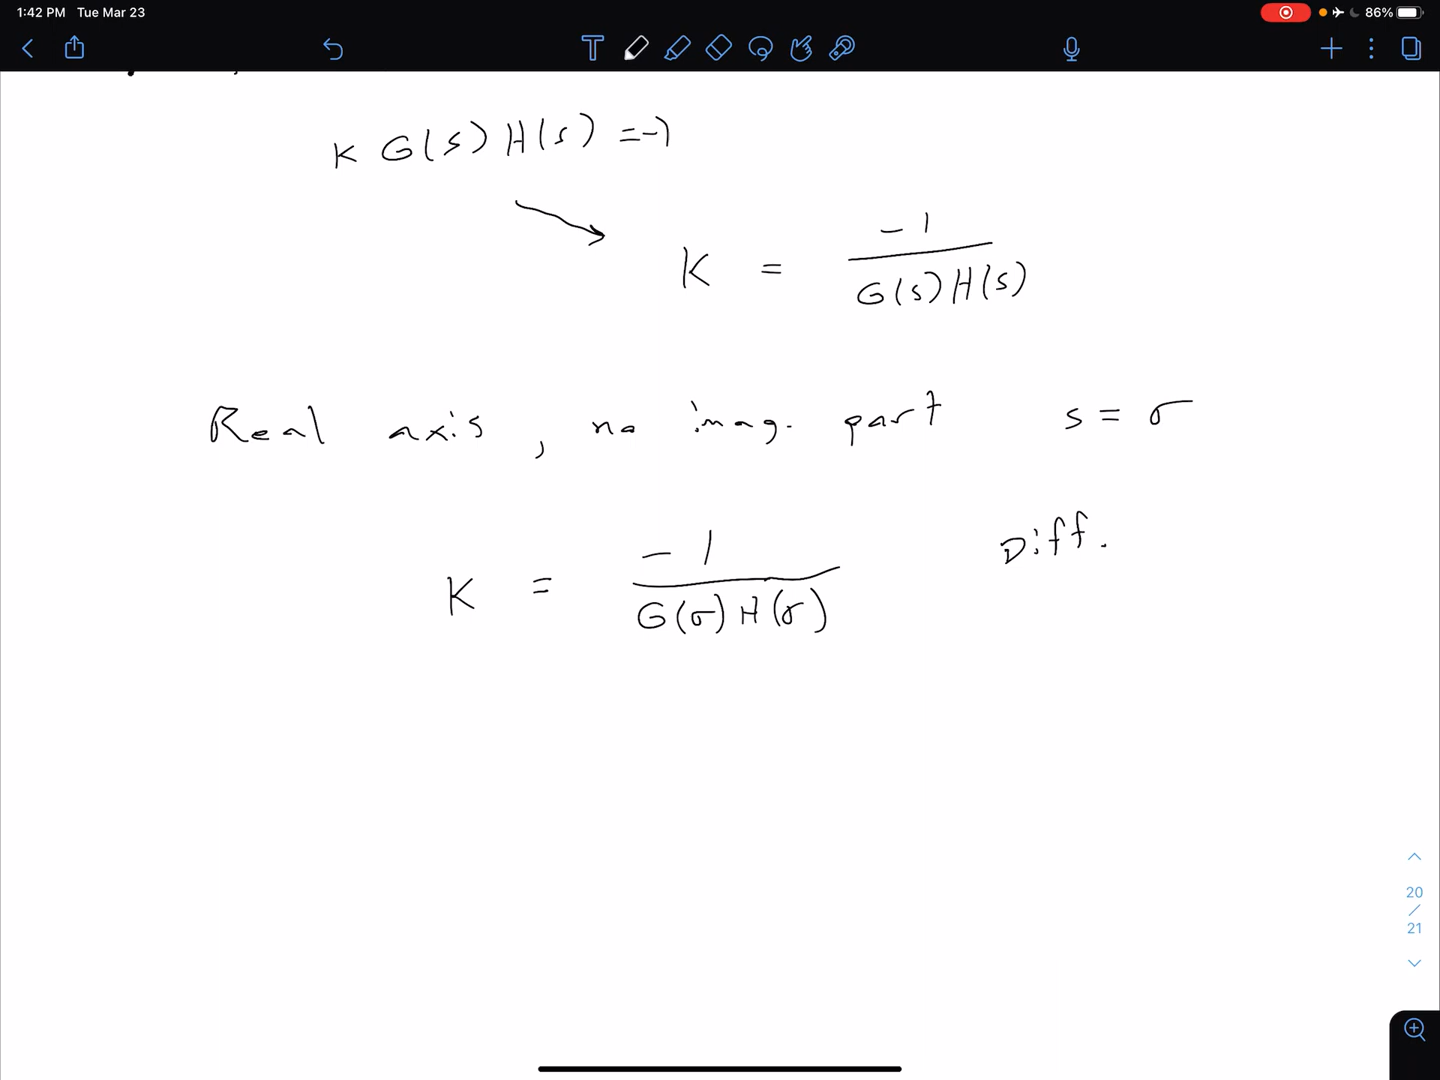 1:42 PM Tue Mar 23
86%
T
K G(s) H(s) = -1
K = -1 / G(s)H(s)
Real axis, no imag. part s = σ
K = -1 / G(σ)H(σ) Diff.
20
/
21